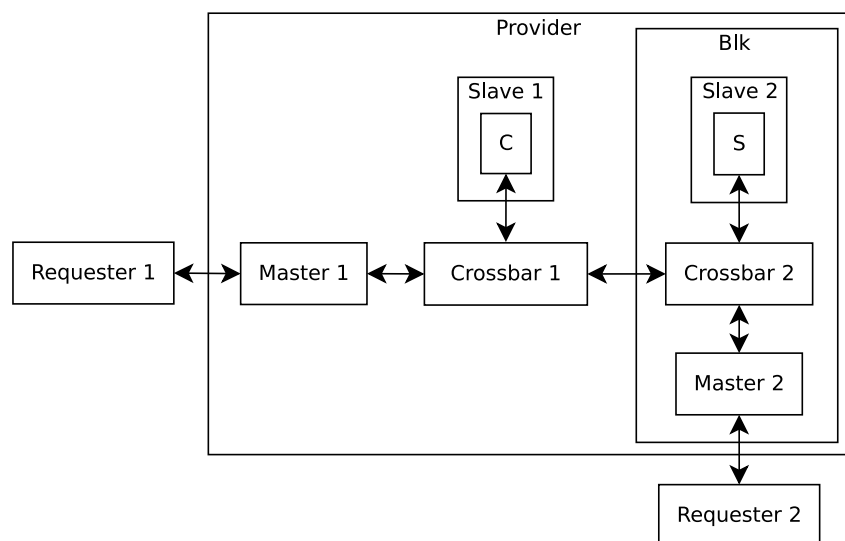 Provider
Blk
Slave 1
Slave 2
C
S
Requester 1
Master 1
Crossbar 1
Crossbar 2
Master 2
Requester 2